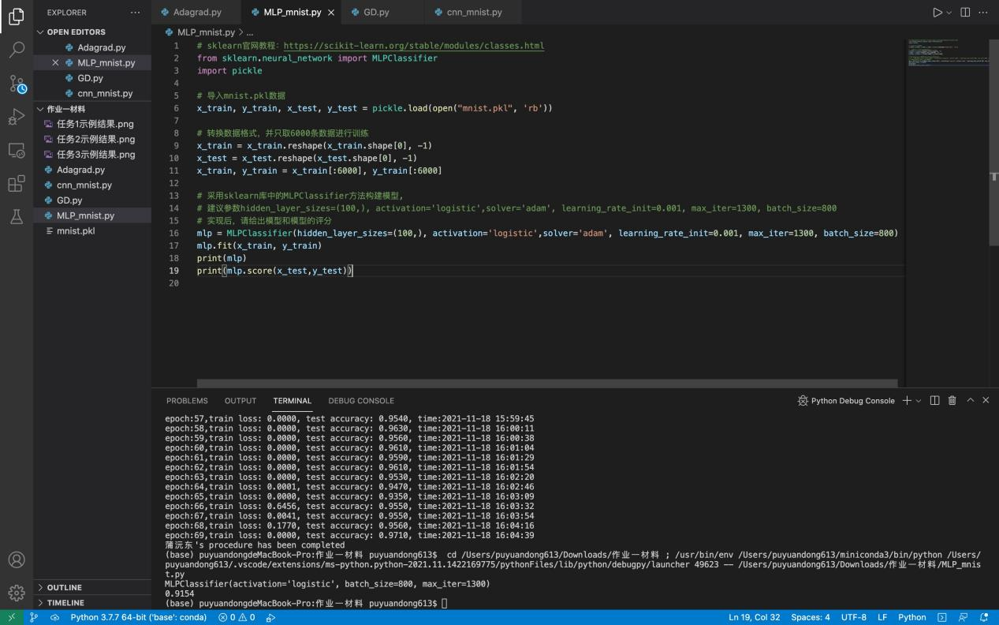 EXPLORER
OPEN EDITORS
Adagrad.py
MLP_mnist.py
GD.py
cnn_mnist.py
作业一材料
任务1示例结果.png
任务2示例结果.png
任务3示例结果.png
Adagrad.py
cnn_mnist.py
GD.py
MLP_mnist.py
mnist.pkl
OUTLINE
TIMELINE
Adagrad.py MLP_mnist.py GD.py cnn_mnist.py
MLP_mnist.py > ...
1 # sklearn官网教程：https://scikit-learn.org/stable/modules/classes.html
2 from sklearn.neural_network import MLPClassifier
3 import pickle
4
5 # 导入mnist.pkl数据
6 x_train, y_train, x_test, y_test = pickle.load(open("mnist.pkl", 'rb'))
7
8 # 转换数据格式，并只取6000条数据进行训练
9 x_train = x_train.reshape(x_train.shape[0], -1)
10 x_test = x_test.reshape(x_test.shape[0], -1)
11 x_train, y_train = x_train[:6000], y_train[:6000]
12
13 # 采用sklearn库中的MLPClassifier方法构建模型，
14 # 建议参数hidden_layer_sizes=(100,), activation='logistic',solver='adam', learning_rate_init=0.001, max_iter=1300, batch_size=800
15 # 实现后，请给出模型和模型的评分
16 mlp = MLPClassifier(hidden_layer_sizes=(100,), activation='logistic',solver='adam', learning_rate_init=0.001, max_iter=1300, batch_size=800)
17 mlp.fit(x_train, y_train)
18 print(mlp)
19 print(mlp.score(x_test,y_test))
20
PROBLEMS OUTPUT TERMINAL DEBUG CONSOLE Python Debug Console
epoch:57,train loss: 0.0000, test accuracy: 0.9540, time:2021-11-18 15:59:45
epoch:58,train loss: 0.0000, test accuracy: 0.9630, time:2021-11-18 16:00:11
epoch:59,train loss: 0.0000, test accuracy: 0.9560, time:2021-11-18 16:00:38
epoch:60,train loss: 0.0000, test accuracy: 0.9610, time:2021-11-18 16:01:04
epoch:61,train loss: 0.0000, test accuracy: 0.9590, time:2021-11-18 16:01:29
epoch:62,train loss: 0.0000, test accuracy: 0.9610, time:2021-11-18 16:01:54
epoch:63,train loss: 0.0000, test accuracy: 0.9530, time:2021-11-18 16:02:20
epoch:64,train loss: 0.0001, test accuracy: 0.9470, time:2021-11-18 16:02:46
epoch:65,train loss: 0.0000, test accuracy: 0.9350, time:2021-11-18 16:03:09
epoch:66,train loss: 0.6456, test accuracy: 0.9550, time:2021-11-18 16:03:32
epoch:67,train loss: 0.0041, test accuracy: 0.9550, time:2021-11-18 16:03:54
epoch:68,train loss: 0.1770, test accuracy: 0.9560, time:2021-11-18 16:04:16
epoch:69,train loss: 0.0000, test accuracy: 0.9710, time:2021-11-18 16:04:39
蒲沅东's procedure has been completed
(base) puyuandongdeMacBook-Pro:作业一材料 puyuandong613$ cd /Users/puyuandong613/Downloads/作业一材料 ; /usr/bin/env /Users/puyuandong613/miniconda3/bin/python /Users/
puyuandong613/.vscode/extensions/ms-python.python-2021.11.1422169775/pythonFiles/lib/python/debugpy/launcher 49623 -- /Users/puyuandong613/Downloads/作业一材料/MLP_mnis
t.py
MLPClassifier(activation='logistic', batch_size=800, max_iter=1300)
0.9154
(base) puyuandongdeMacBook-Pro:作业一材料 puyuandong613$
Python 3.7.7 64-bit ('base': conda) 0 0 Ln 19, Col 32 Spaces: 4 UTF-8 LF Python